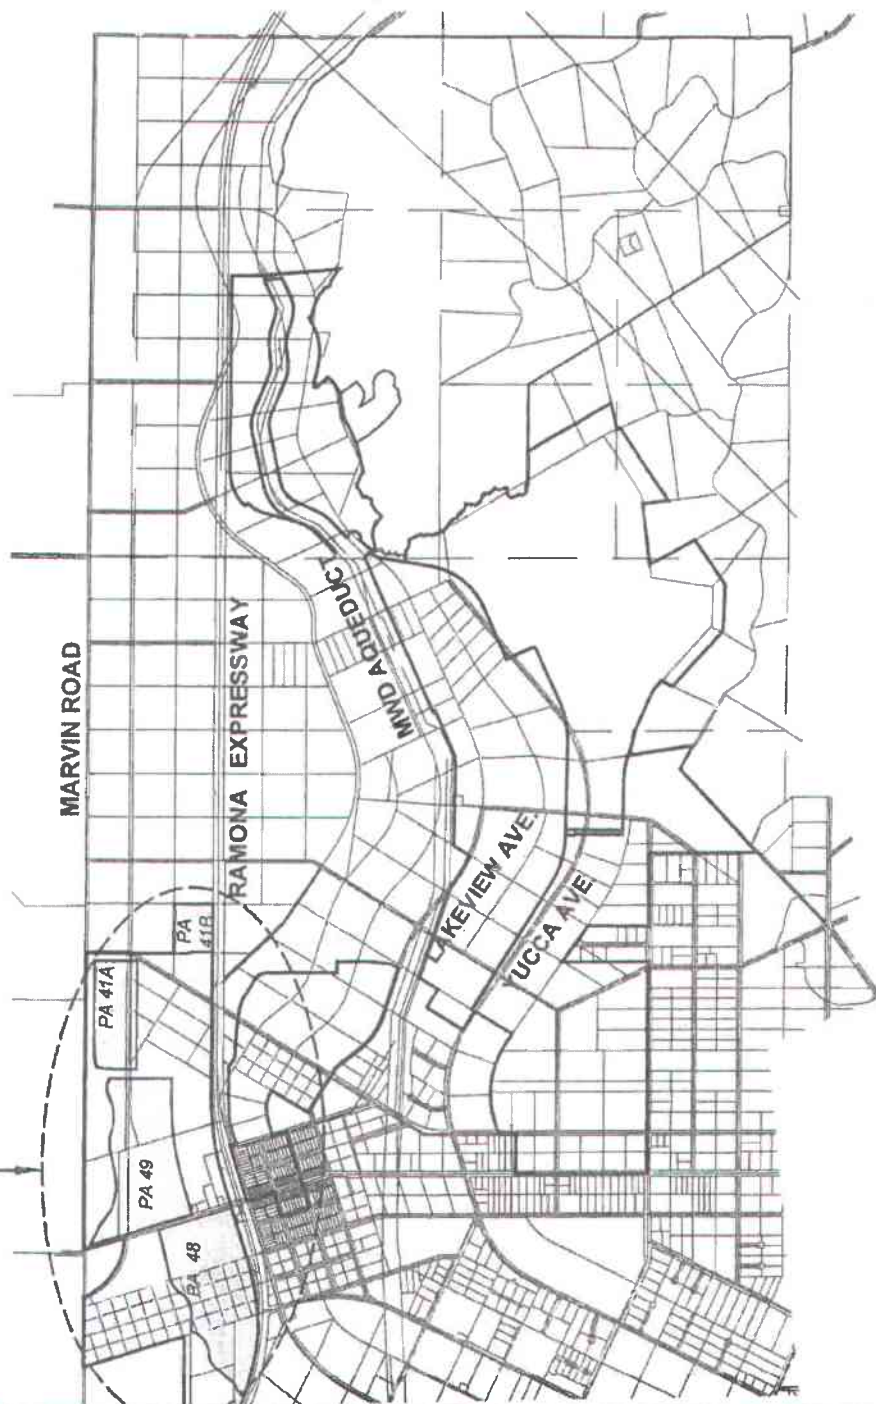 MARVIN ROAD
RAMONA EXPRESSWAY
MWD AQUEDUCT
LAKEVIEW AVE.
YUCCA AVE.
PA 41A
PA
41B
PA 49
PA 48